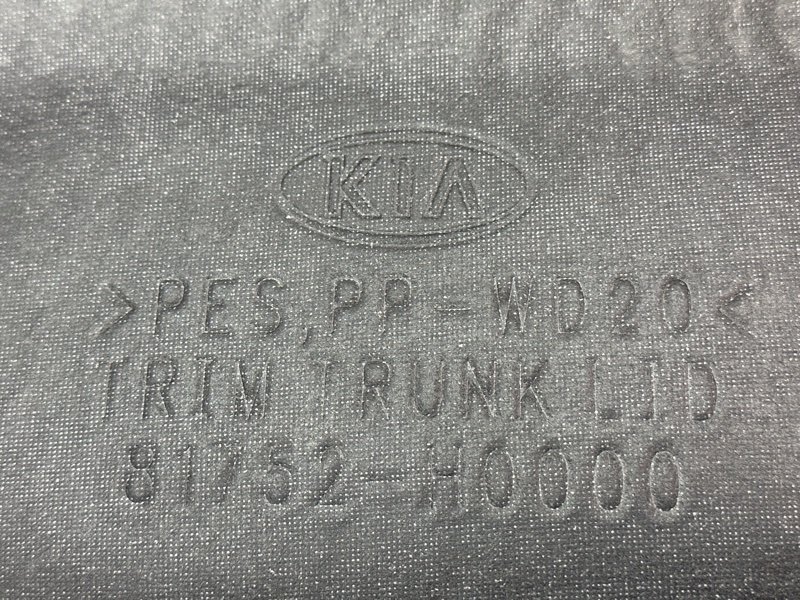 KIA
>PES,PP-WD20<
TRIM TRUNK LID
81752-H0000